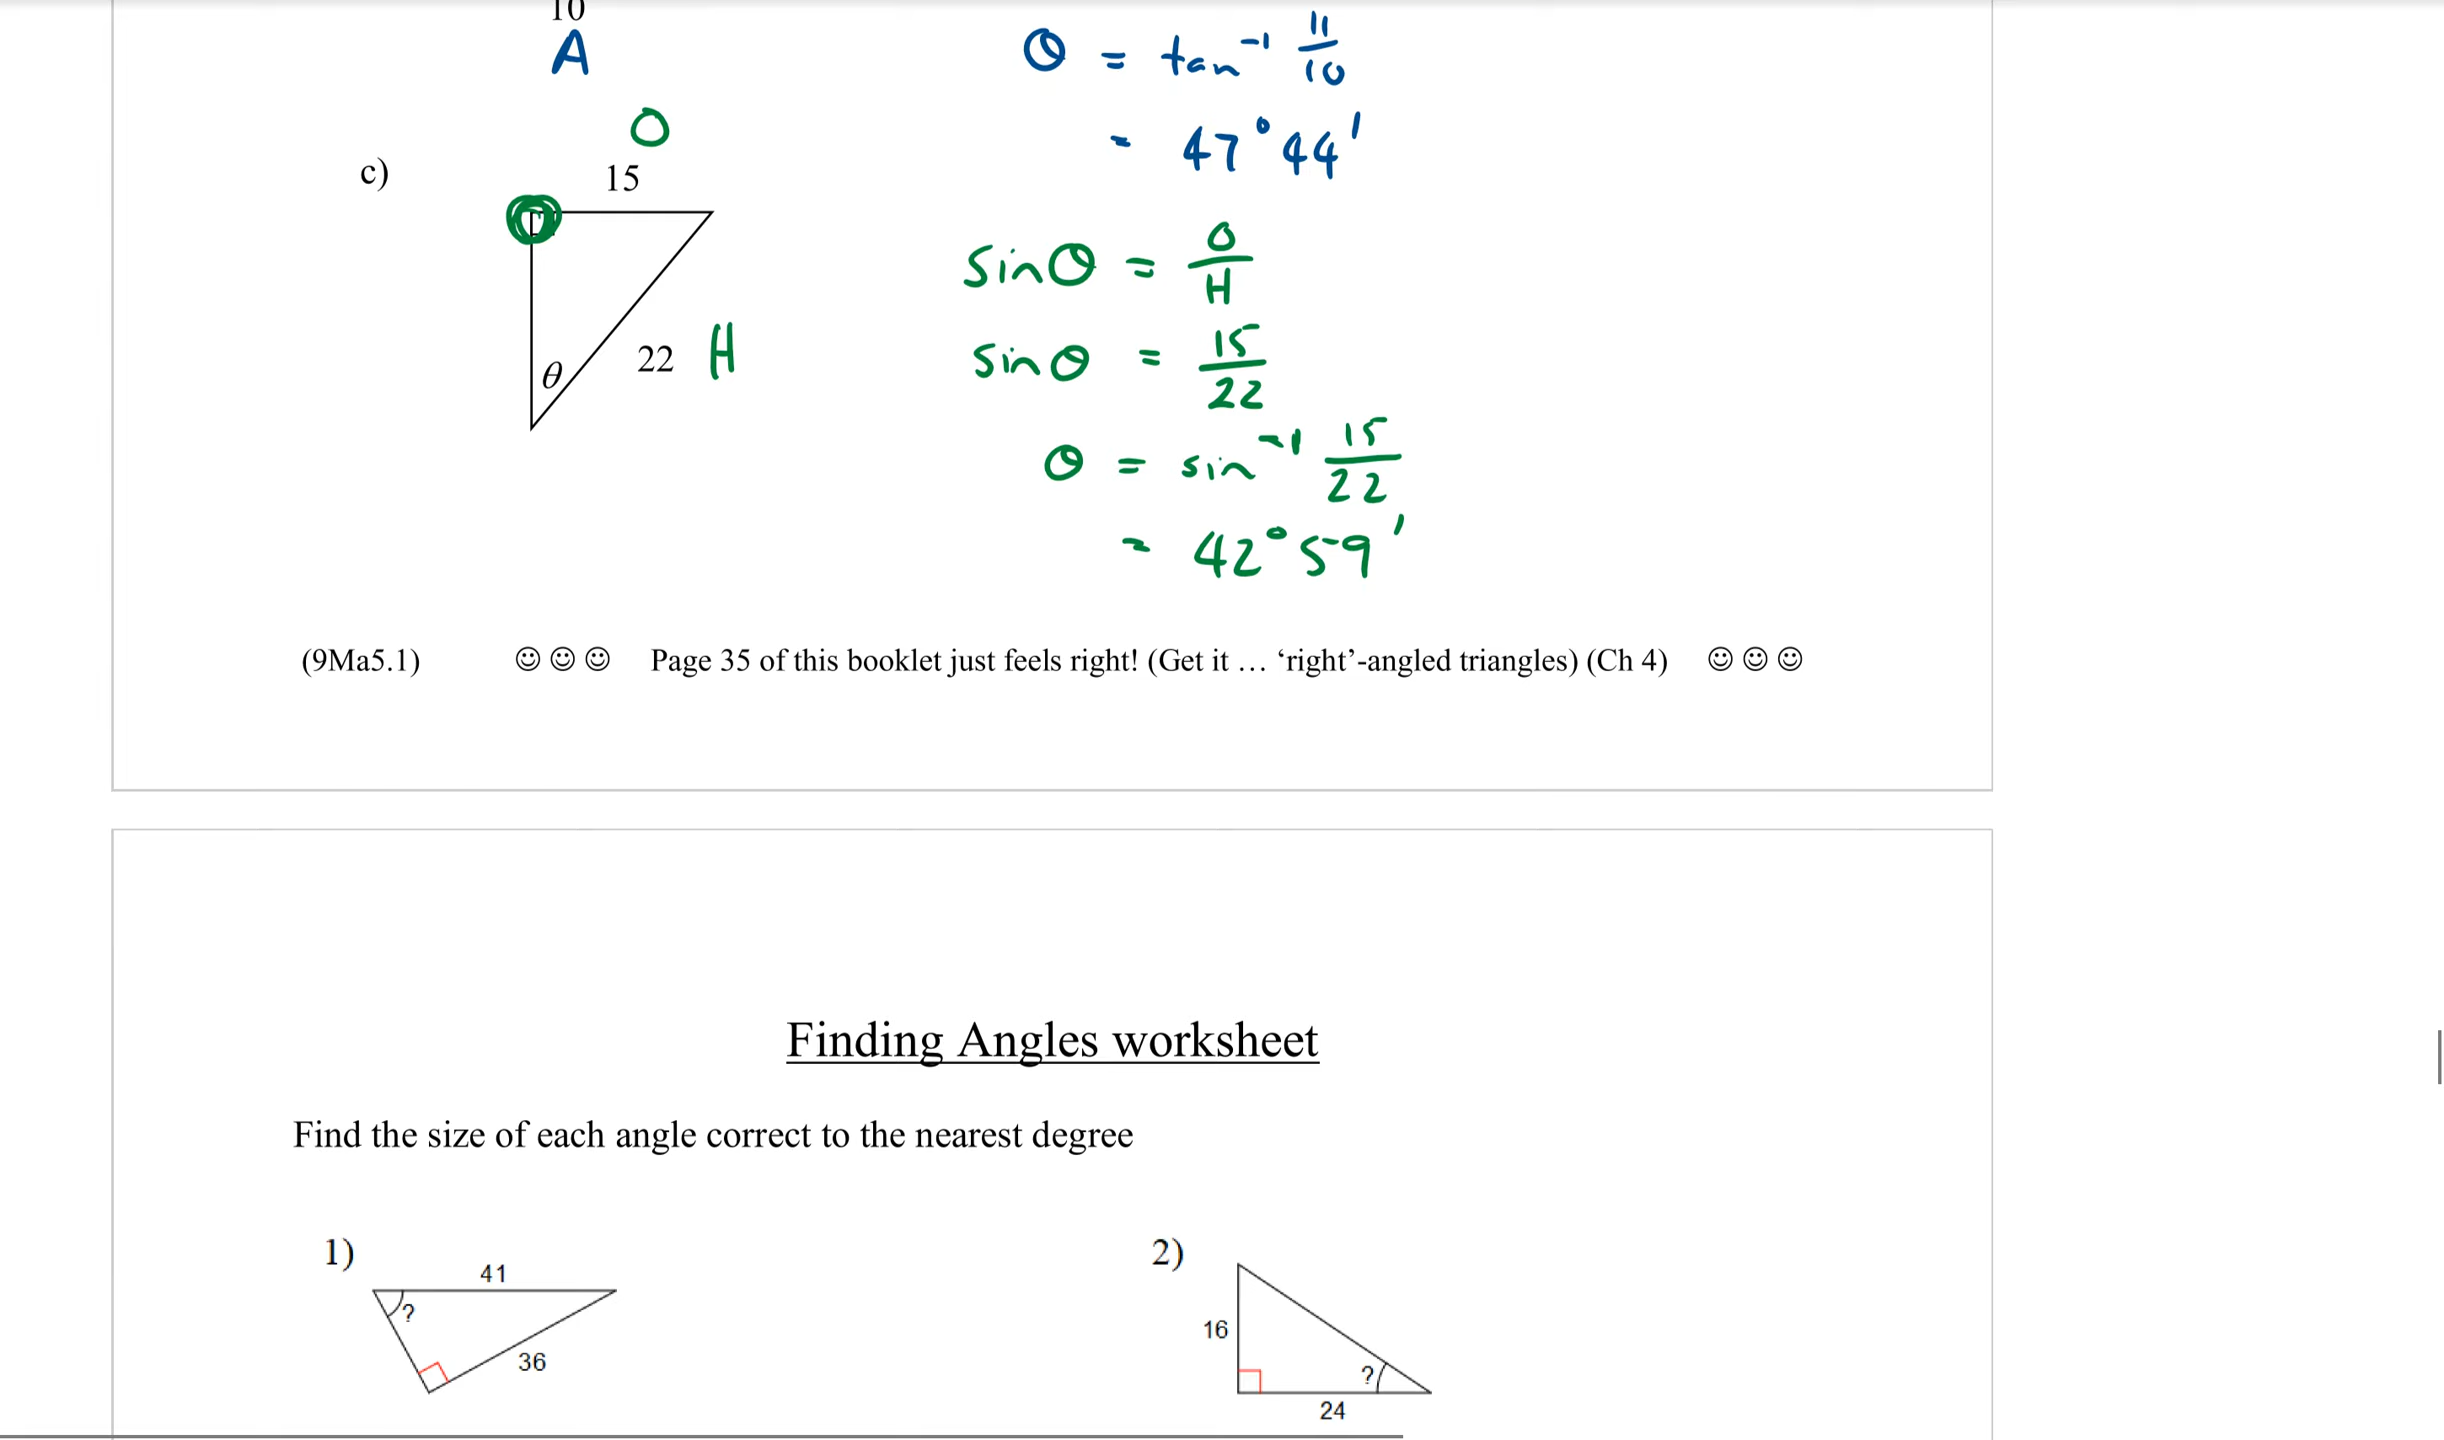 10
A
θ = tan⁻¹ 11/10
= 47°44'
O
c)
15
θ
22 H
sinθ = O/H
sinθ = 15/22
θ = sin⁻¹ 15/22
= 42°59'
(9Ma5.1) ☺☺☺ Page 35 of this booklet just feels right! (Get it … ‘right’-angled triangles) (Ch 4) ☺☺☺
Finding Angles worksheet
Find the size of each angle correct to the nearest degree
1)
41
?
36
2)
16
?
24